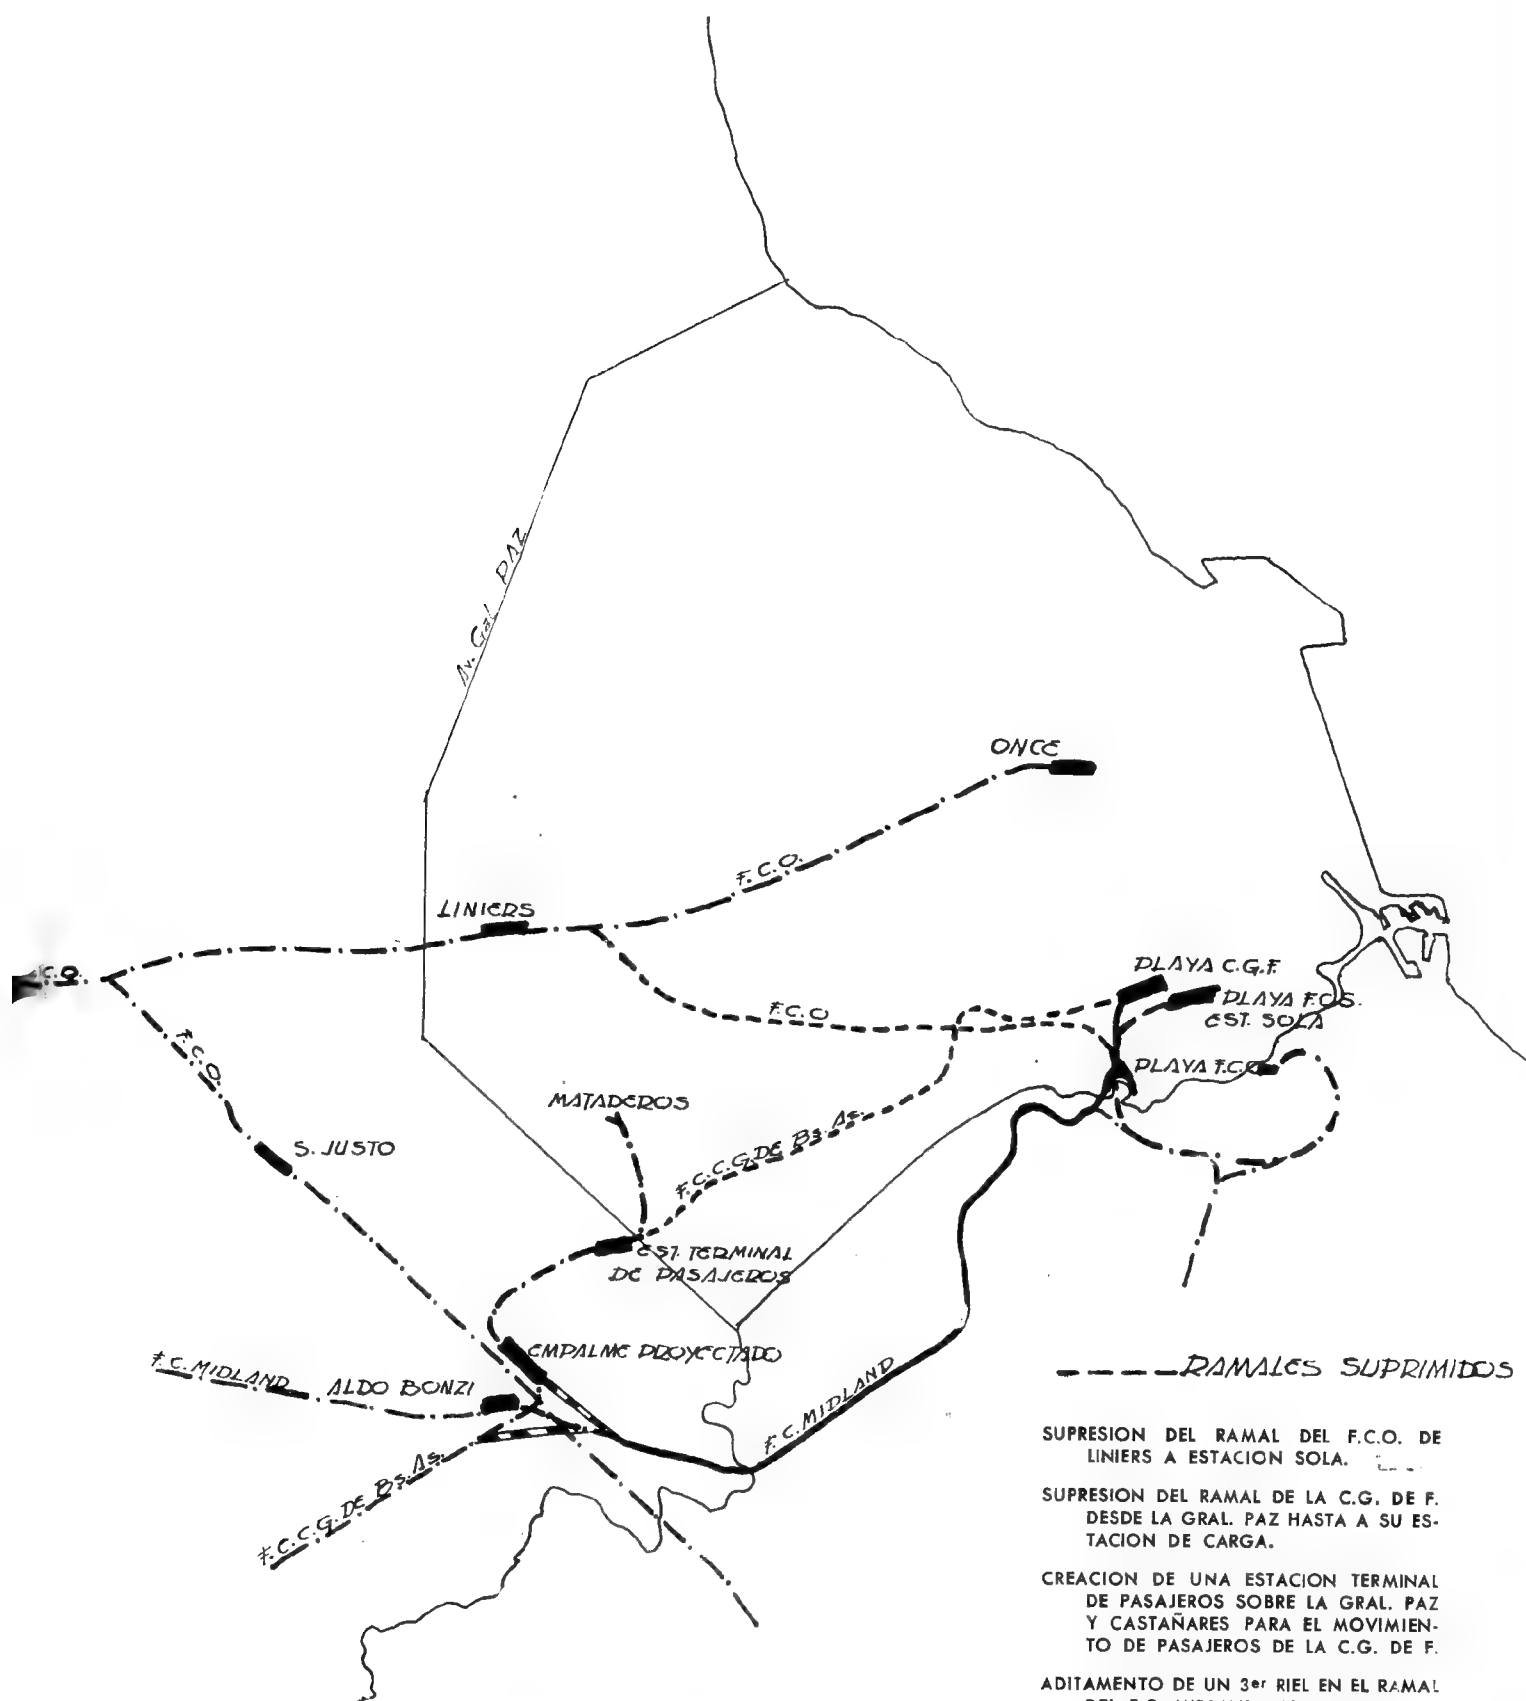 Av. Gral PAZ
ONCE
F.C.O.
LINIERS
PLAYA C.G.F.
F.C.O.
PLAYA F.C.S.
EST. SOLA
F.C.O
F.C.O.
PLAYA F.C.O
MATADEROS
F.C.C.G.DE Bs.As.
S. JUSTO
EST. TERMINAL
DE PASAJEROS
EMPALME PROYECTADO
F.C.MIDLAND
ALDO BONZI
F.C.MIDLAND
F.C.C.G.DE Bs.As.
RAMALES SUPRIMIDOS
SUPRESION DEL RAMAL DEL F.C.O. DE
LINIERS A ESTACION SOLA.
SUPRESION DEL RAMAL DE LA C.G. DE F.
DESDE LA GRAL. PAZ HASTA A SU ES-
TACION DE CARGA.
CREACION DE UNA ESTACION TERMINAL
DE PASAJEROS SOBRE LA GRAL. PAZ
Y CASTAÑARES PARA EL MOVIMIEN-
TO DE PASAJEROS DE LA C.G. DE F.
ADITAMENTO DE UN 3er RIEL EN EL RAMAL